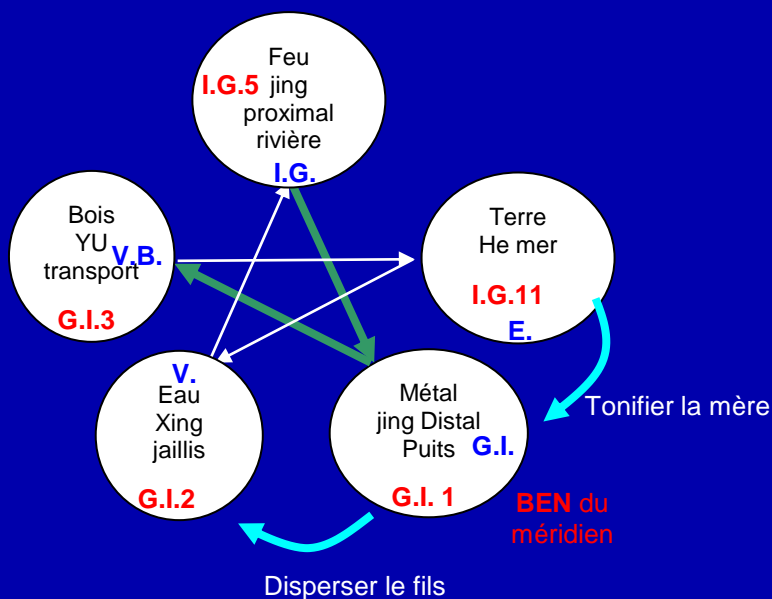 Feu
I.G.5 jing
proximal
rivière
I.G.
Bois
YU V.B.
transport
G.I.3
Terre
He mer
I.G.11
E.
V.
Eau
Xing
jaillis
G.I.2
Métal
jing Distal
Puits G.I.
G.I. 1
Tonifier la mère
BEN du
méridien
Disperser le fils